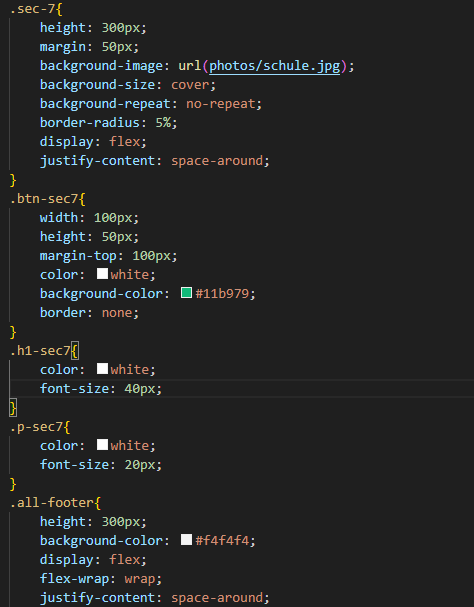 .sec-7{
    height: 300px;
    margin: 50px;
    background-image: url(photos/schule.jpg);
    background-size: cover;
    background-repeat: no-repeat;
    border-radius: 5%;
    display: flex;
    justify-content: space-around;
}
.btn-sec7{
    width: 100px;
    height: 50px;
    margin-top: 100px;
    color: white;
    background-color: #11b979;
    border: none;
}
.h1-sec7{
    color: white;
    font-size: 40px;
}
.p-sec7{
    color: white;
    font-size: 20px;
}
.all-footer{
    height: 300px;
    background-color: #f4f4f4;
    display: flex;
    flex-wrap: wrap;
    justify-content: space-around;